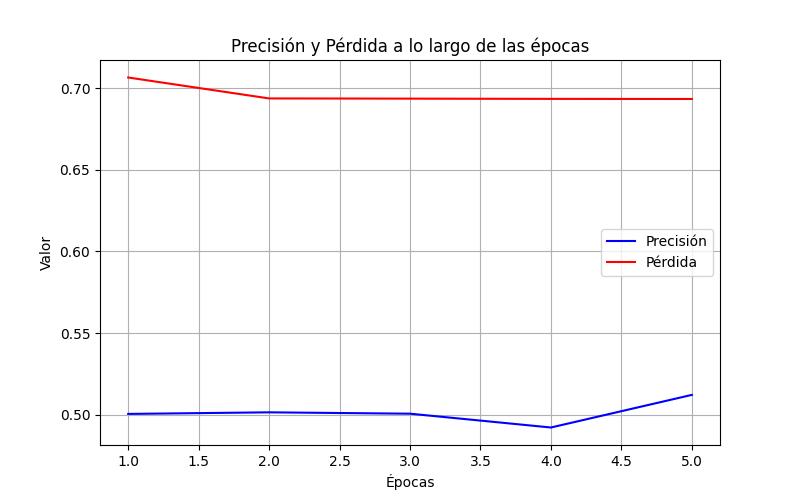 Precisión y Pérdida a lo largo de las épocas
0.70
0.65
0.60
0.55
0.50
Valor
Precisión
Pérdida
1.0 1.5 2.0 2.5 3.0 3.5 4.0 4.5 5.0
Épocas